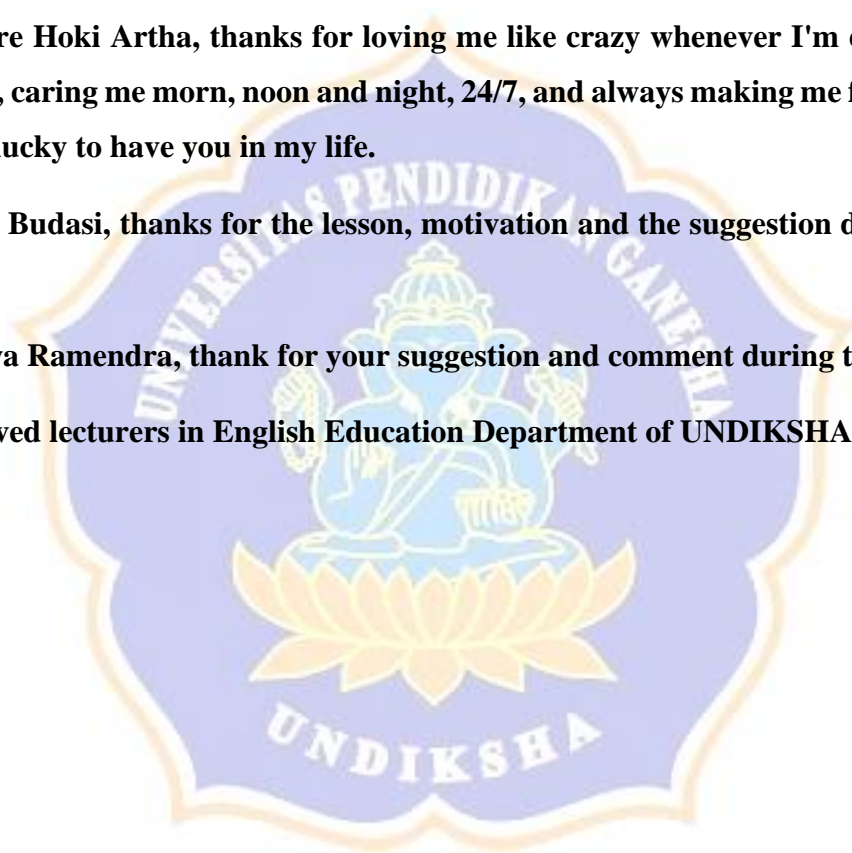 re Hoki Artha, thanks for loving me like crazy whenever I'm
, caring me morn, noon and night, 24/7, and always making me
lucky to have you in my life.
UNIVERSITAS PENDIDIKAN GANESHA
Budasi, thanks for the lesson, motivation and the suggestion
va Ramendra, thank for your suggestion and comment during
ved lecturers in English Education Department of UNDIKSHA
UNDIKSHA